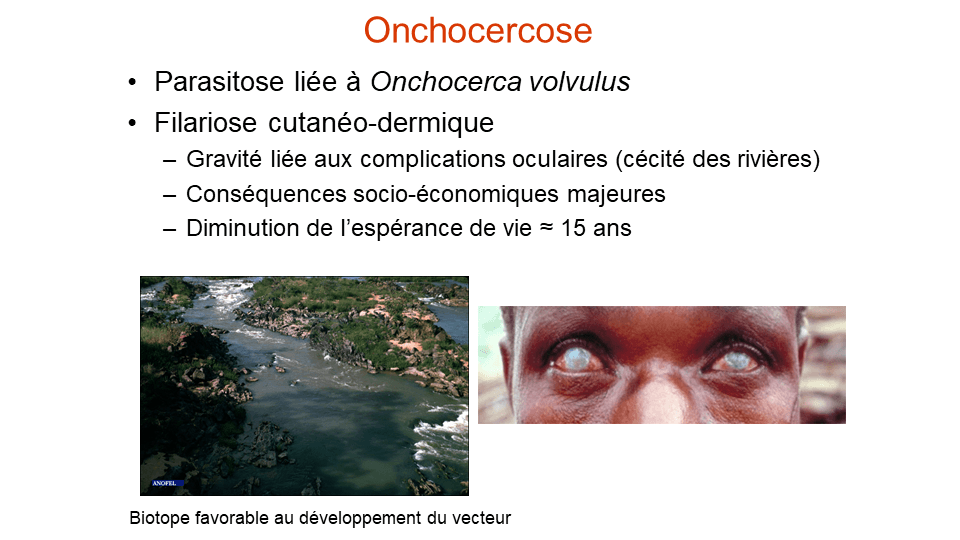 Onchocercose
• Parasitose liée à Onchocerca volvulus
• Filariose cutanéo-dermique
– Gravité liée aux complications oculaires (cécité des rivières)
– Conséquences socio-économiques majeures
– Diminution de l’espérance de vie ≈ 15 ans
ANOFEL
Biotope favorable au développement du vecteur